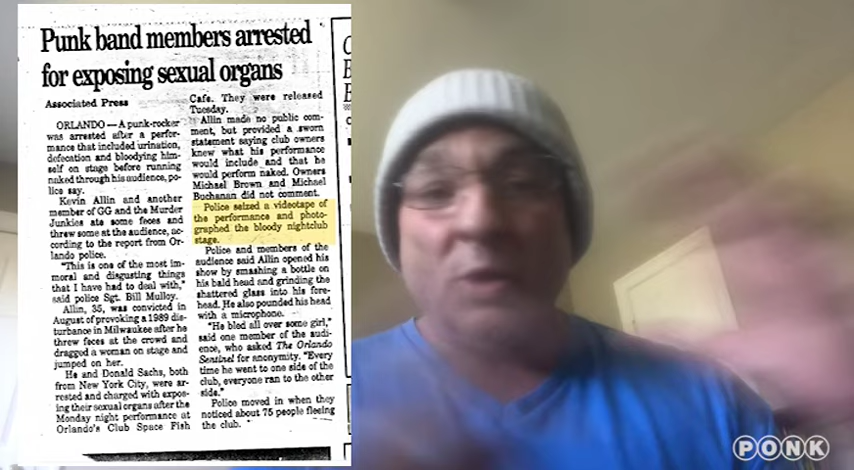 Punk band members arrested
for exposing sexual organs
Associated Press
ORLANDO — A punk-rocker
was arrested after a perfor-
mance that included urination,
defecation and bloodying him-
self on stage before running
naked through his audience, po-
lice say.
Kevin Allin and another
member of GG and the Murder
Junkies ate some feces and
threw some at the audience, ac-
cording to the report from Or-
lando police.
"This is one of the most im-
moral and disgusting things
that I have had to deal with,"
said police Sgt. Bill Mulloy.
Allin, 35, was convicted in
August of provoking a 1989 dis-
turbance in Milwaukee after he
threw feces at the crowd and
dragged a woman on stage and
jumped on her.
He and Donald Sachs, both
from New York City, were ar-
rested and charged with expos-
ing their sexual organs after the
Monday night performance at
Orlando's Club Space Fish
Cafe. They were released
Tuesday.
Allin made no public com-
ment, but provided a sworn
statement saying club owners
knew what his performance
would include and that he
would perform naked. Owners
Michael Brown and Michael
Buchanan did not comment.
Police seized a videotape of
the performance and photo-
graphed the bloody nightclub
stage.
Police and members of the
audience said Allin opened his
show by smashing a bottle on
his bald head and grinding the
shattered glass into his fore-
head. He also pounded his head
with a microphone.
"He bled all over some girl,"
said one member of the audi-
ence, who asked The Orlando
Sentinel for anonymity. "Every
time he went to one side of the
club, everyone ran to the other
side."
Police moved in when they
noticed about 75 people fleeing
the club.
PONK